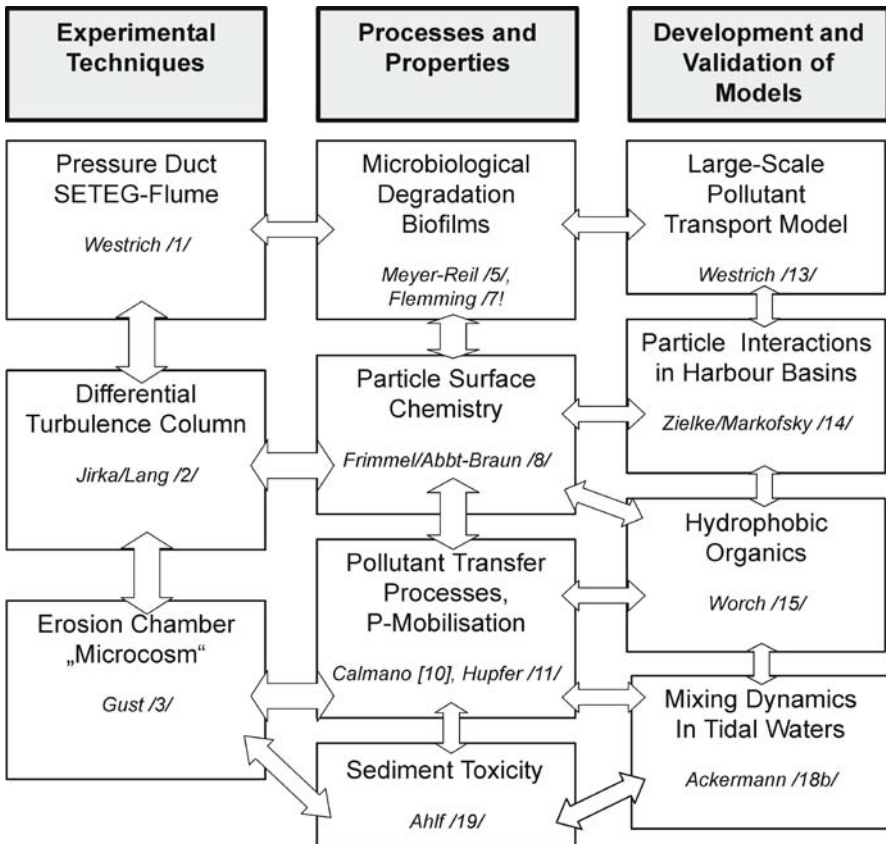 Experimental
Techniques
Processes and
Properties
Development and
Validation of
Models
Pressure Duct
SETEG-Flume
Westrich /1/
Microbiological
Degradation
Biofilms
Meyer-Reil /5/,
Flemming /7!
Large-Scale
Pollutant
Transport Model
Westrich /13/
Differential
Turbulence Column
Jirka/Lang /2/
Particle Surface
Chemistry
Frimmel/Abbt-Braun /8/
Particle Interactions
in Harbour Basins
Zielke/Markofsky /14/
Erosion Chamber
„Microcosm“
Gust /3/
Pollutant Transfer
Processes,
P-Mobilisation
Calmano [10], Hupfer /11/
Hydrophobic
Organics
Worch /15/
Sediment Toxicity
Ahlf /19/
Mixing Dynamics
In Tidal Waters
Ackermann /18b/